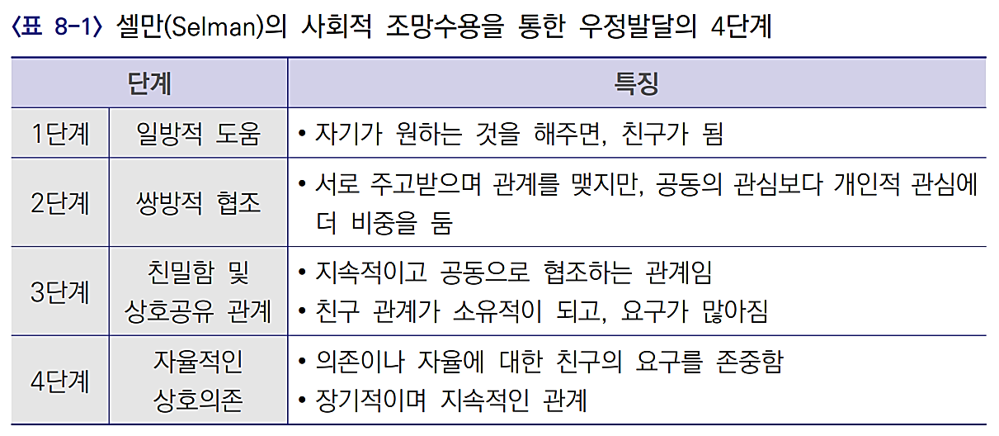 <표 8-1> 셀만(Selman)의 사회적 조망수용을 통한 우정발달의 4단계
단계 특징
1단계 일방적 도움 • 자기가 원하는 것을 해주면, 친구가 됨
2단계 쌍방적 협조 • 서로 주고받으며 관계를 맺지만, 공동의 관심보다 개인적 관심에
더 비중을 둠
3단계 친밀함 및
상호공유 관계
• 지속적이고 공동으로 협조하는 관계임
• 친구 관계가 소유적이 되고, 요구가 많아짐
4단계 자율적인
상호의존
• 의존이나 자율에 대한 친구의 요구를 존중함
• 장기적이며 지속적인 관계